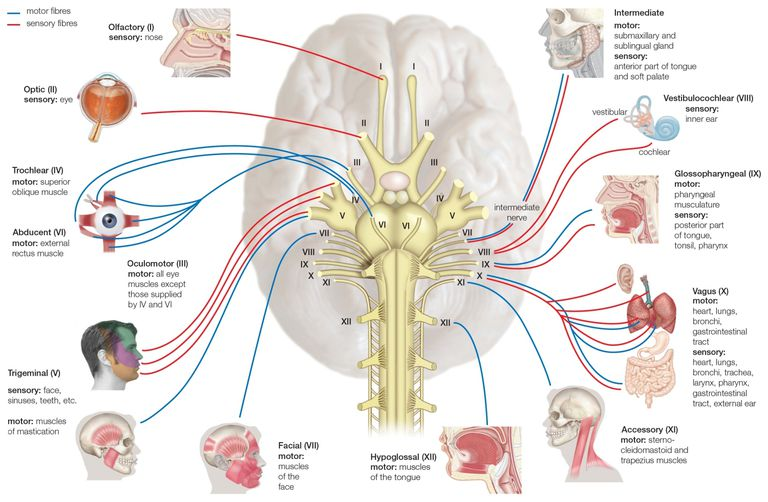 motor fibres
sensory fibres
Olfactory (I)
sensory: nose
Optic (II)
sensory: eye
Trochlear (IV)
motor: superior
oblique muscle
Abducent (VI)
motor: external
rectus muscle
Oculomotor (III)
motor: all eye
muscles except
those supplied
by IV and VI
Trigeminal (V)
sensory: face,
sinuses, teeth, etc.
motor: muscles
of mastication
Facial (VII)
motor:
muscles
of the
face
Hypoglossal (XII)
motor: muscles
of the tongue
Accessory (XI)
motor: sterno-
cleidomastoid and
trapezius muscles
Intermediate
motor:
submaxillary and
sublingual gland
sensory:
anterior part of tongue
and soft palate
Vestibulocochlear (VIII)
sensory:
inner ear
vestibular
cochlear
Glossopharyngeal (IX)
motor:
pharyngeal
musculature
sensory:
posterior part
of tongue,
tonsil, pharynx
Vagus (X)
motor:
heart, lungs,
bronchi,
gastrointestinal
tract
sensory:
heart, lungs,
bronchi, trachea,
larynx, pharynx,
gastrointestinal
tract, external ear
intermediate
nerve
I I
II II
III III
IV IV
V V
VI VI
VII VII
VIII VIII
IX IX
X X
XI XI
XII XII